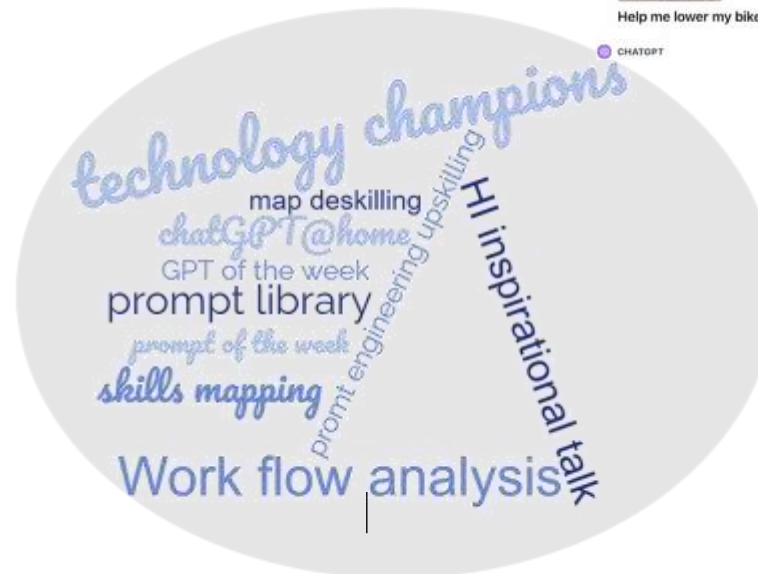 Help me lower my bike
CHATGPT
technology champions
map deskilling
chatGPT@home
GPT of the week
prompt library
prompt of the week
skills mapping
promt engineering upskilling
HI inspirational talk
Work flow analysis